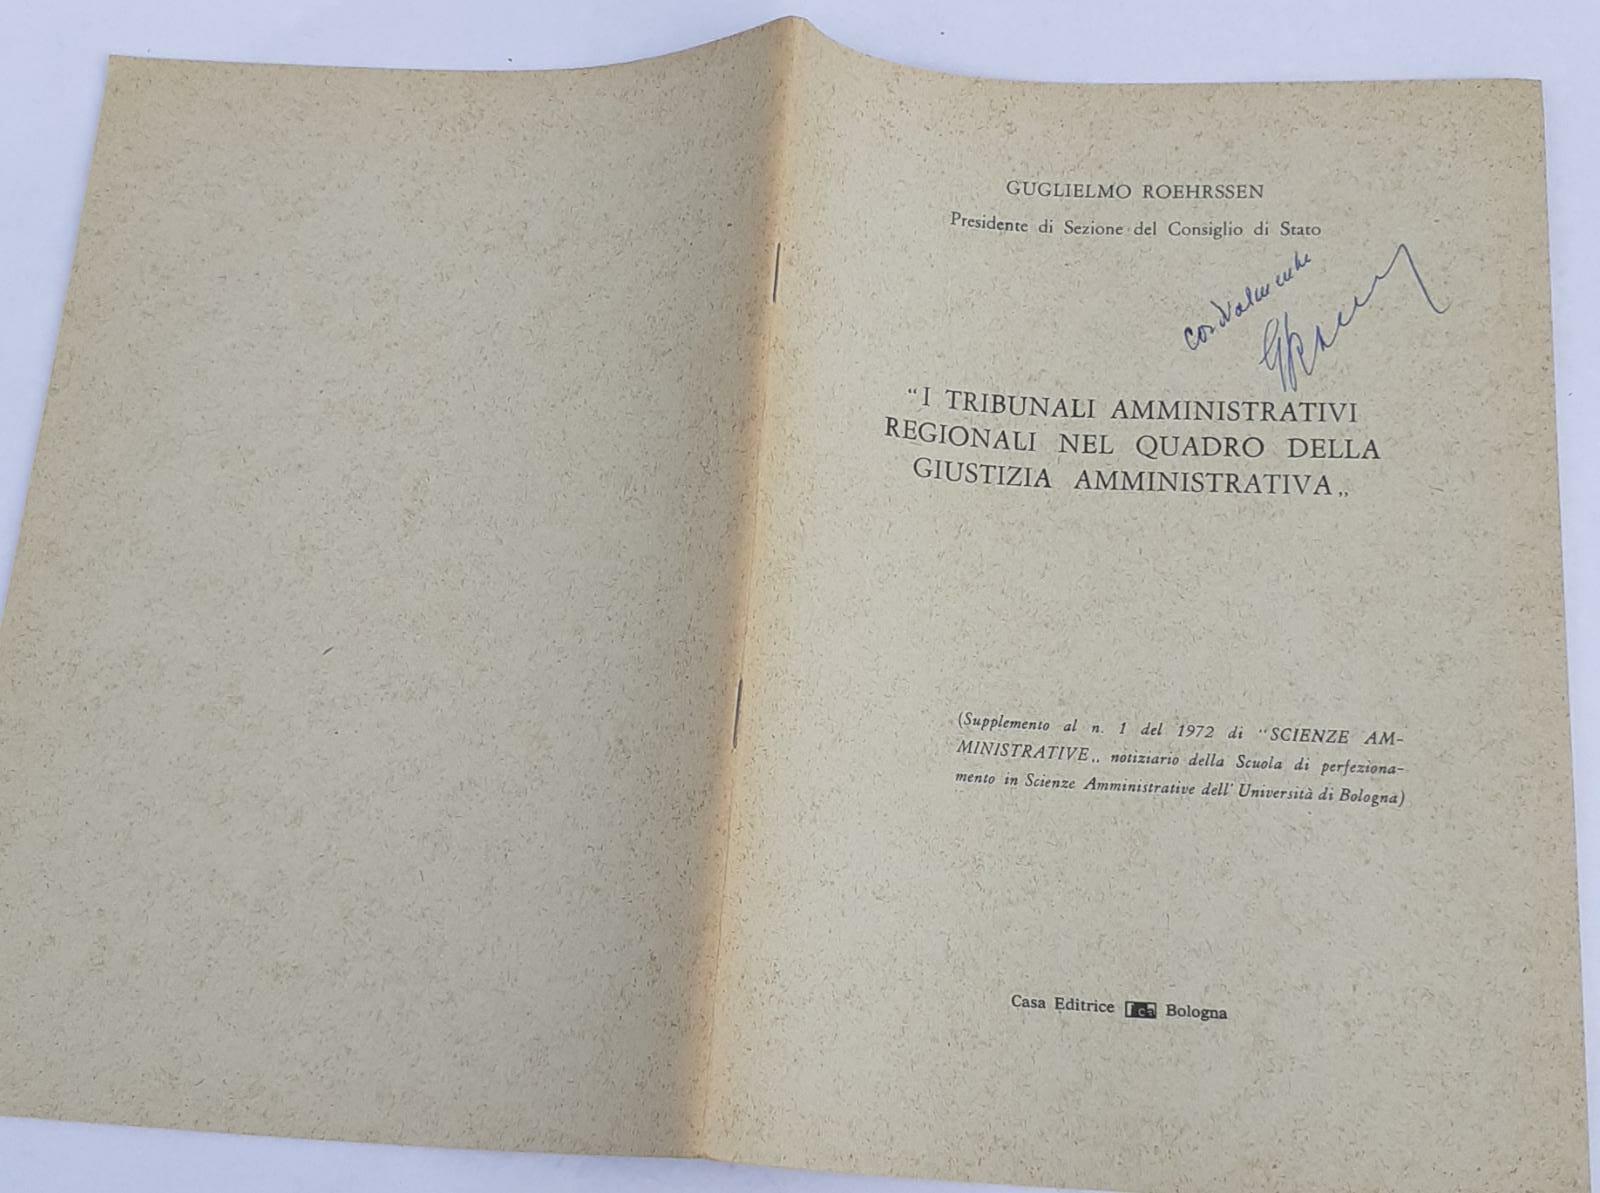 GUGLIELMO ROEHRSSEN
Presidente di Sezione del Consiglio di Stato
cordialmente
“I TRIBUNALI AMMINISTRATIVI
REGIONALI NEL QUADRO DELLA
GIUSTIZIA AMMINISTRATIVA„
(Supplemento al n. 1 del 1972 di “SCIENZE AM-
MINISTRATIVE„ notiziario della Scuola di perfeziona-
mento in Scienze Amministrative dell' Università di Bologna)
Casa Editrice fca Bologna